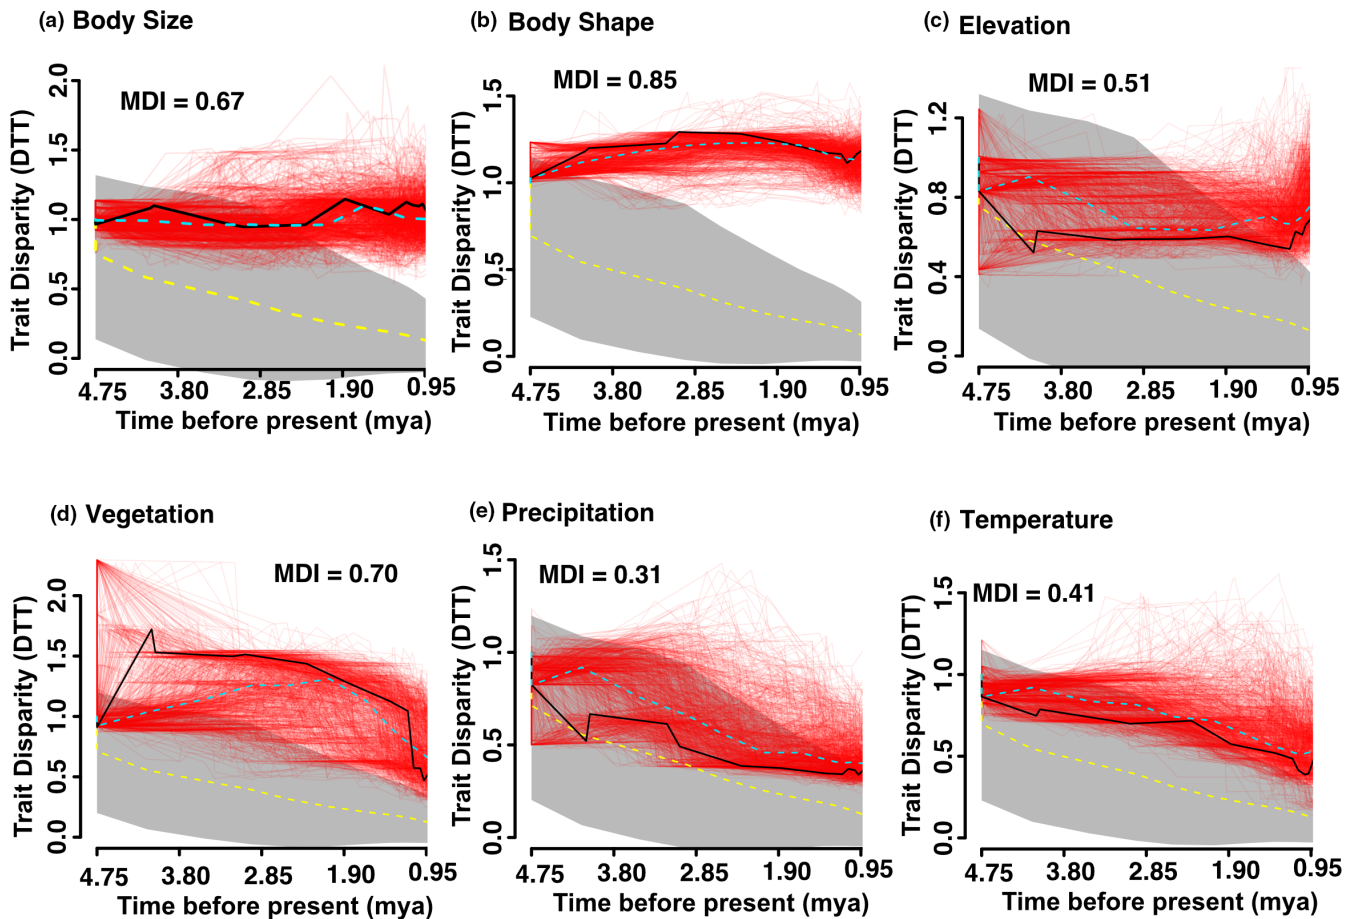 (a) Body Size
MDI = 0.67
Trait Disparity (DTT)
0.0 0.5 1.0 1.5 2.0
4.75 3.80 2.85 1.90 0.95
Time before present (mya)
(b) Body Shape
MDI = 0.85
Trait Disparity (DTT)
0.0 0.5 1.0 1.5
4.75 3.80 2.85 1.90 0.95
Time before present (mya)
(c) Elevation
MDI = 0.51
Trait Disparity (DTT)
0.0 0.4 0.8 1.2
4.75 3.80 2.85 1.90 0.95
Time before present (mya)
(d) Vegetation
MDI = 0.70
Trait Disparity (DTT)
0.0 0.5 1.0 1.5 2.0
4.75 3.80 2.85 1.90 0.95
Time before present (mya)
(e) Precipitation
MDI = 0.31
Trait Disparity (DTT)
0.0 0.5 1.0 1.5
4.75 3.80 2.85 1.90 0.95
Time before present (mya)
(f) Temperature
MDI = 0.41
Trait Disparity (DTT)
0.0 0.5 1.0 1.5
4.75 3.80 2.85 1.90 0.95
Time before present (mya)